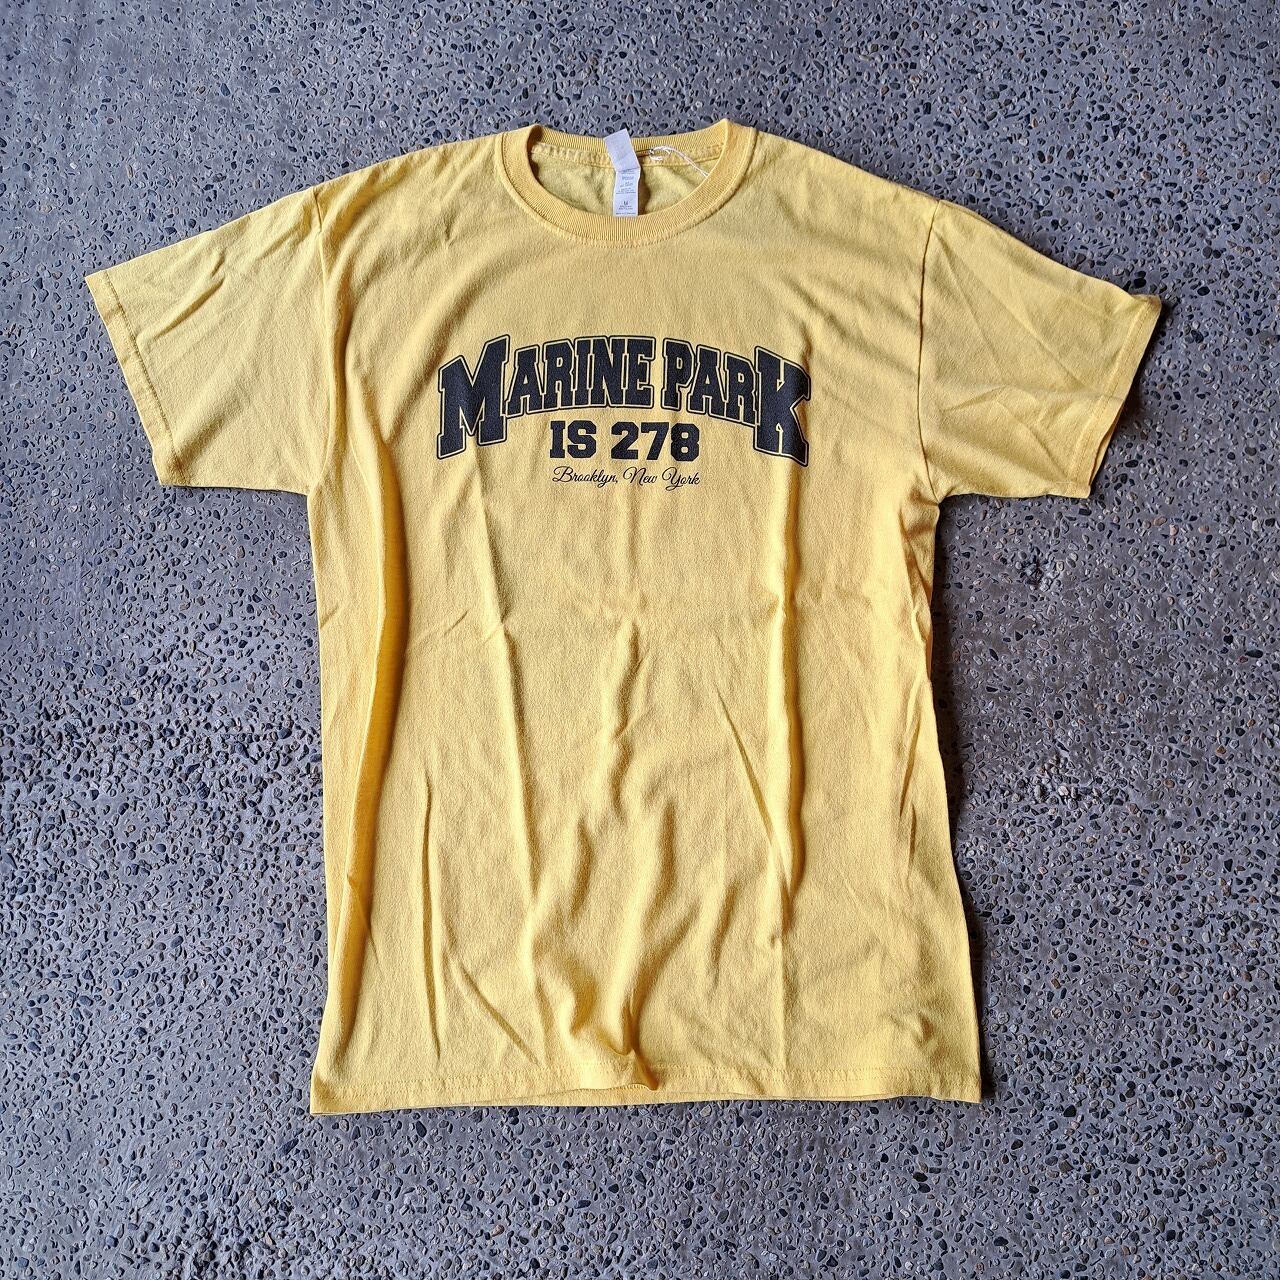 MARINE PARK
IS 278
Brooklyn, New York
M